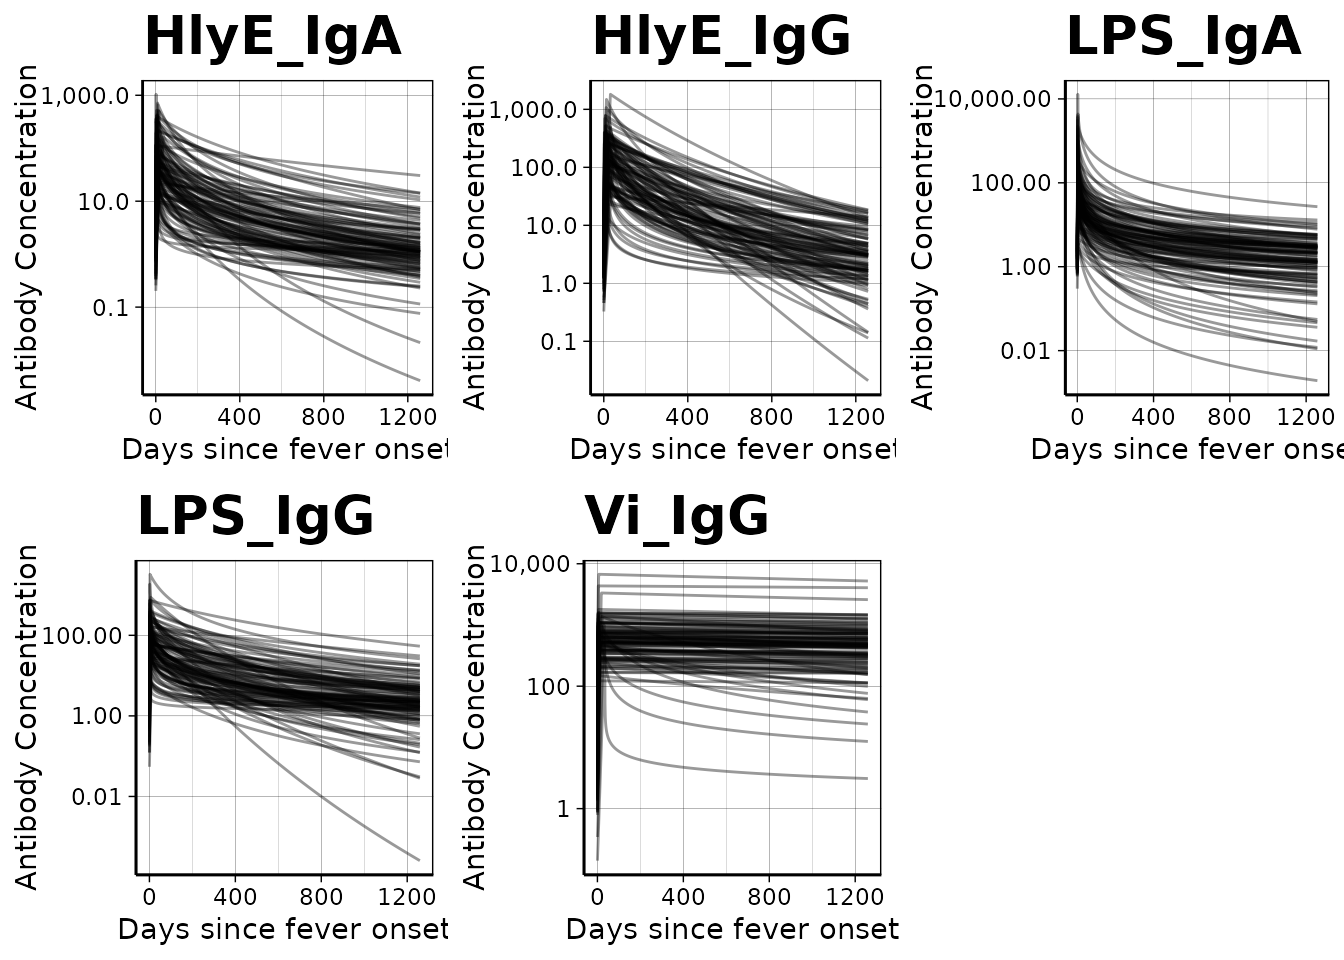 HlyE_IgA
Antibody Concentration
1,000.0
10.0
0.1
0 400 800 1200
Days since fever onset
HlyE_IgG
Antibody Concentration
1,000.0
100.0
10.0
1.0
0.1
0 400 800 1200
Days since fever onset
LPS_IgA
Antibody Concentration
10,000.00
100.00
1.00
0.01
0 400 800 1200
Days since fever onse
LPS_IgG
Antibody Concentration
100.00
1.00
0.01
0 400 800 1200
Days since fever onset
Vi_IgG
Antibody Concentration
10,000
100
1
0 400 800 1200
Days since fever onset